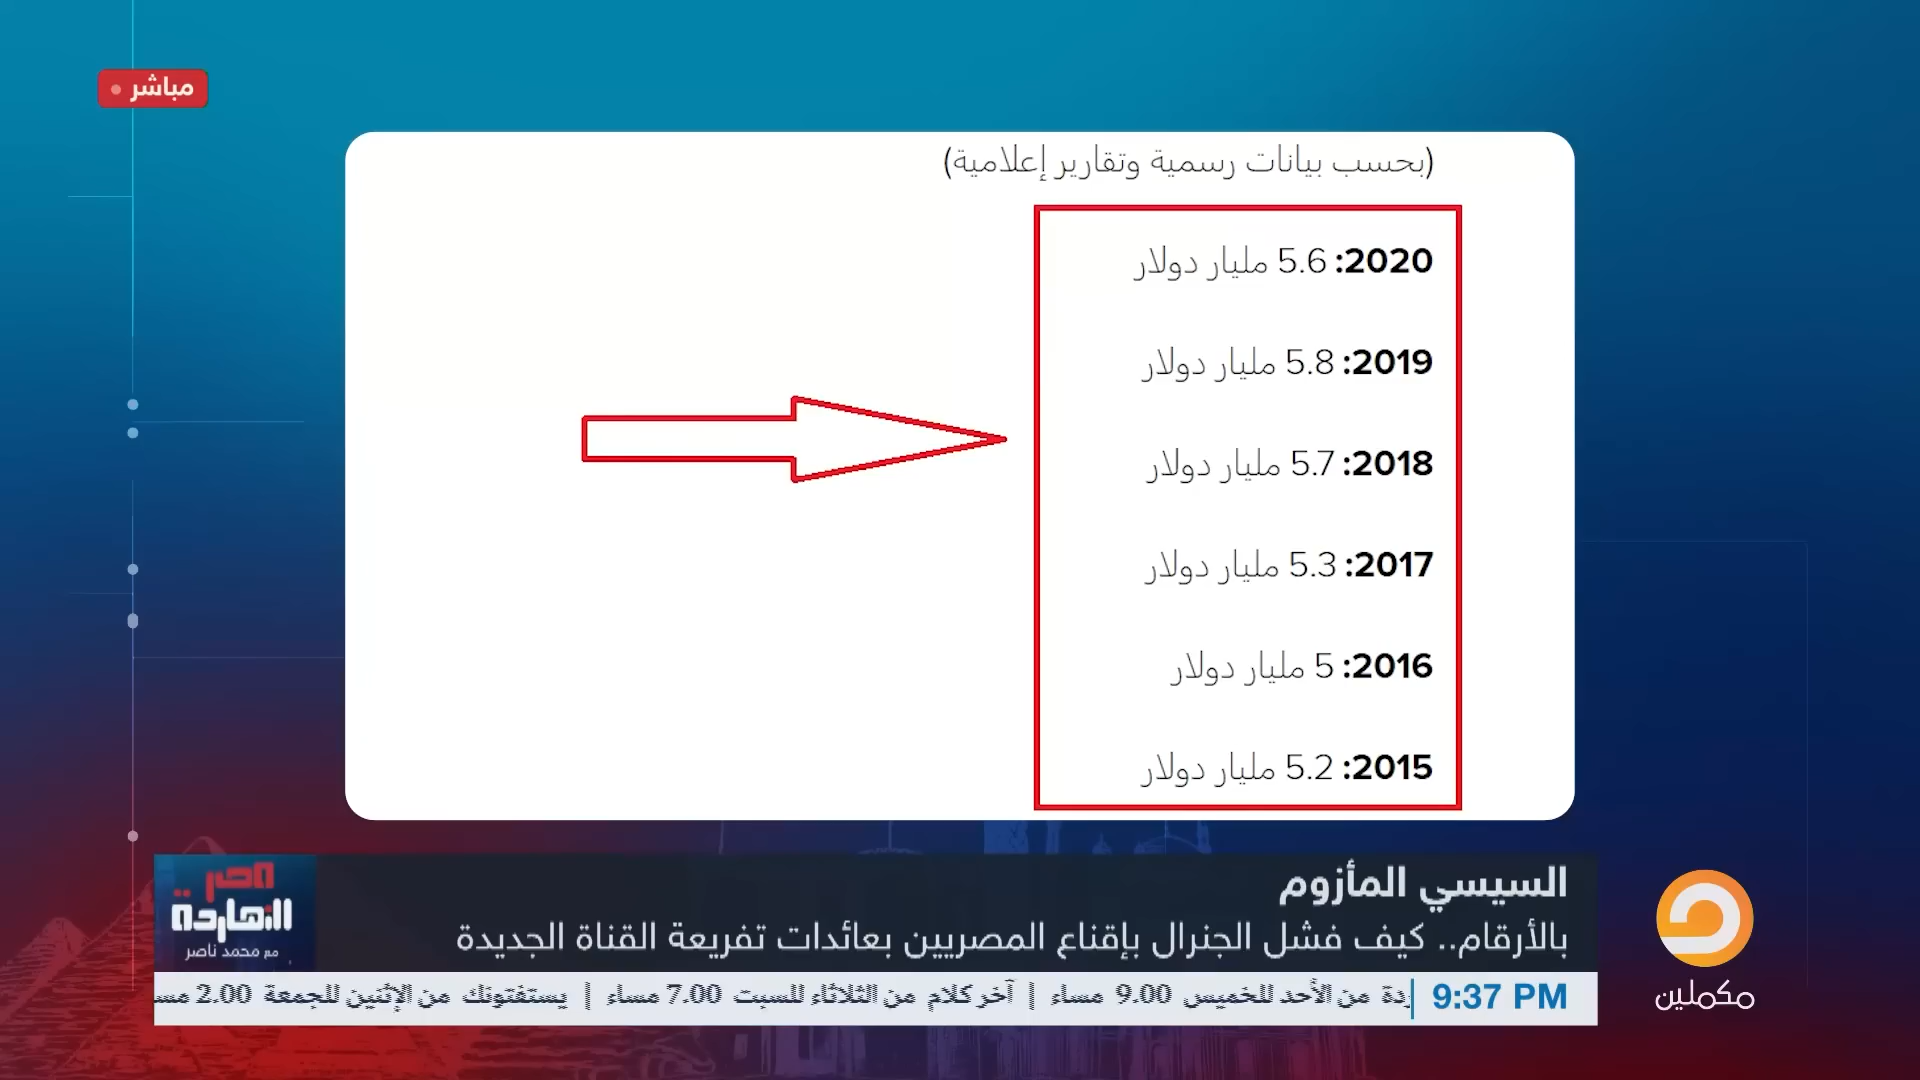 مباشر
(بحسب بيانات رسمية وتقارير إعلامية)
2020: 5.6 مليار دولار
2019: 5.8 مليار دولار
2018: 5.7 مليار دولار
2017: 5.3 مليار دولار
2016: 5 مليار دولار
2015: 5.2 مليار دولار
السيسي المأزوم
بالأرقام.. كيف فشل الجنرال بإقناع المصريين بعائدات تفريعة القناة الجديدة
مصر
النهاردة
مع محمد ناصر
9:37 PM
من الأحد للخميس 9.00 مساء | آخر كلام من الثلاثاء للسبت 7.00 مساء | يستفتونك من الإثنين للجمعة 2.00
مكملين